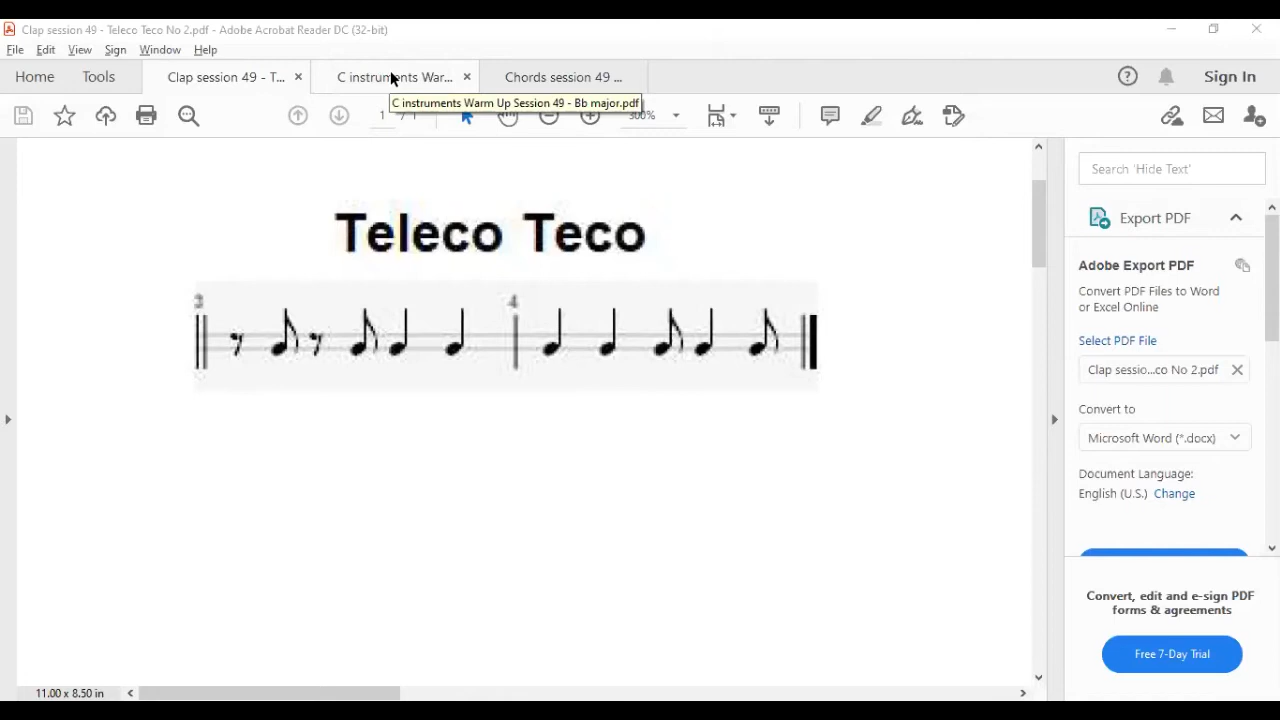 Clap session 49 - Teleco Teco No 2.pdf - Adobe Acrobat Reader DC (32-bit)
File Edit View Sign Window Help
Home Tools Clap session 49 - T... C instruments War... Chords session 49 ... Sign In
C instruments Warm Up Session 49 - Bb major.pdf
1 / 1 300%
Search 'Hide Text'
Teleco Teco
Export PDF
Adobe Export PDF
Convert PDF Files to Word
or Excel Online
3 4
Select PDF File
Clap sessio...co No 2.pdf
Convert to
Microsoft Word (*.docx)
Document Language:
English (U.S.) Change
Convert, edit and e-sign PDF
forms & agreements
Free 7-Day Trial
11.00 x 8.50 in